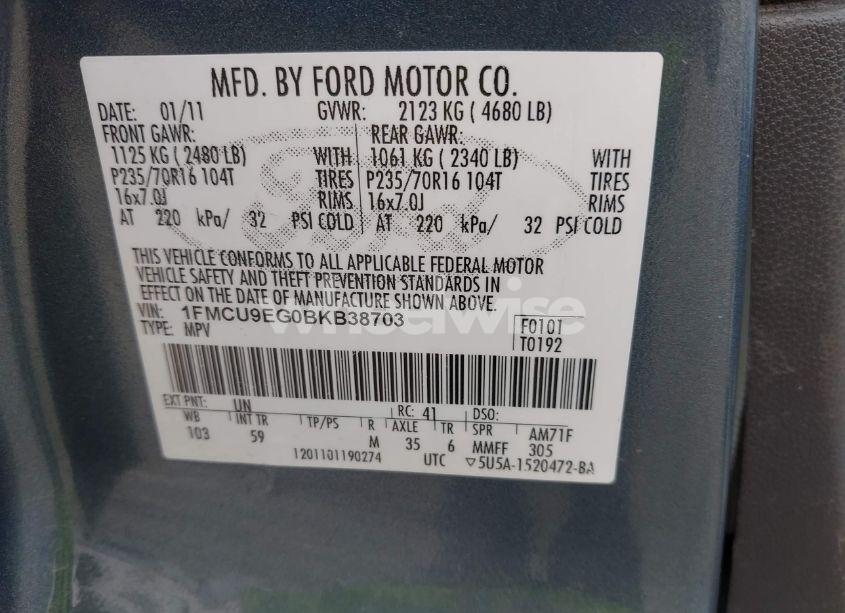 MFD. BY FORD MOTOR CO.
DATE: 01/11 GVWR: 2123 KG ( 4680 LB)
FRONT GAWR: REAR GAWR:
1125 KG ( 2480 LB) WITH 1061 KG ( 2340 LB) WITH
P235/70R16 104T TIRES P235/70R16 104T TIRES
16x7.0J RIMS 16x7.0J RIMS
AT 220 kPa/ 32 PSI COLD AT 220 kPa/ 32 PSI COLD
Ford
THIS VEHICLE CONFORMS TO ALL APPLICABLE FEDERAL MOTOR
VEHICLE SAFETY AND THEFT PREVENTION STANDARDS IN
EFFECT ON THE DATE OF MANUFACTURE SHOWN ABOVE.
VIN: 1FMCU9EG0BKB38703
TYPE: MPV
F0101
T0192
wheelwise
EXT PNT: UN RC: 41 DSO:
WB INT TR TP/PS R AXLE TR SPR AM71F
103 59 M 35 6 MMFF 305
1201101190274 UTC ▽5U5A-1520472-BA